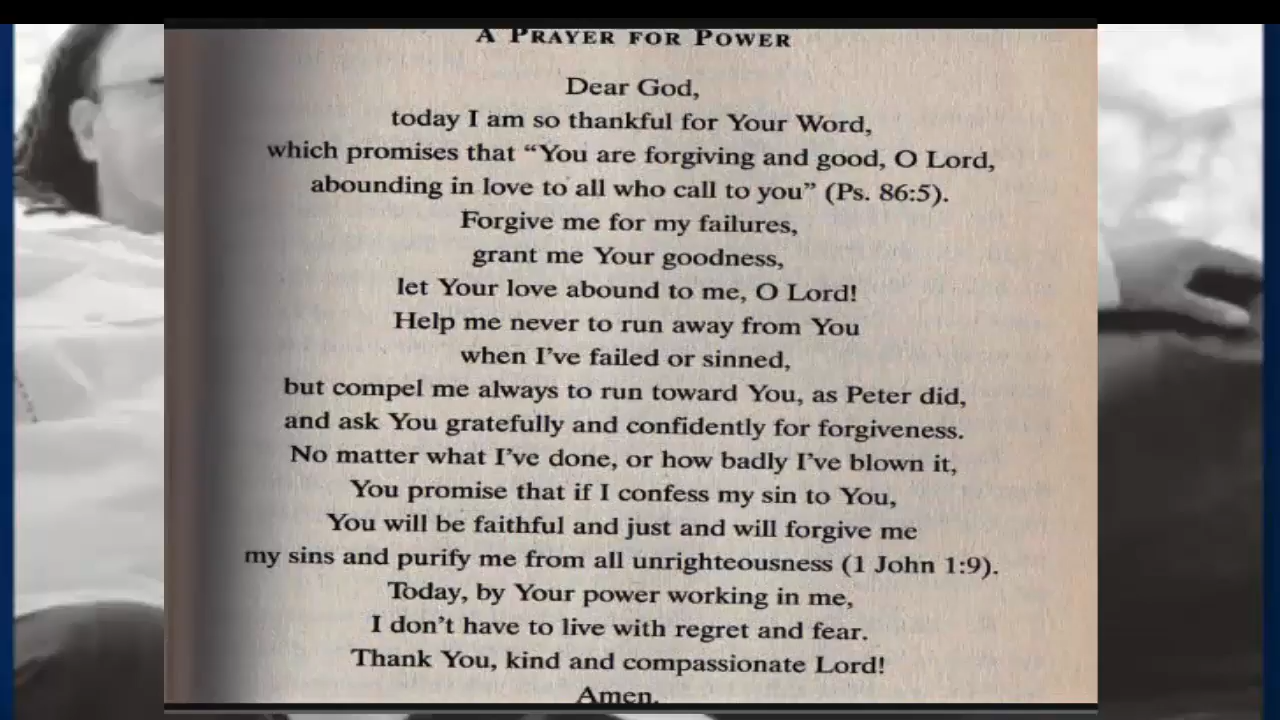 A PRAYER FOR POWER
Dear God,
today I am so thankful for Your Word,
which promises that “You are forgiving and good, O Lord,
abounding in love to all who call to you” (Ps. 86:5).
Forgive me for my failures,
grant me Your goodness,
let Your love abound to me, O Lord!
Help me never to run away from You
when I’ve failed or sinned,
but compel me always to run toward You, as Peter did,
and ask You gratefully and confidently for forgiveness.
No matter what I’ve done, or how badly I’ve blown it,
You promise that if I confess my sin to You,
You will be faithful and just and will forgive me
my sins and purify me from all unrighteousness (1 John 1:9).
Today, by Your power working in me,
I don’t have to live with regret and fear.
Thank You, kind and compassionate Lord!
Amen.